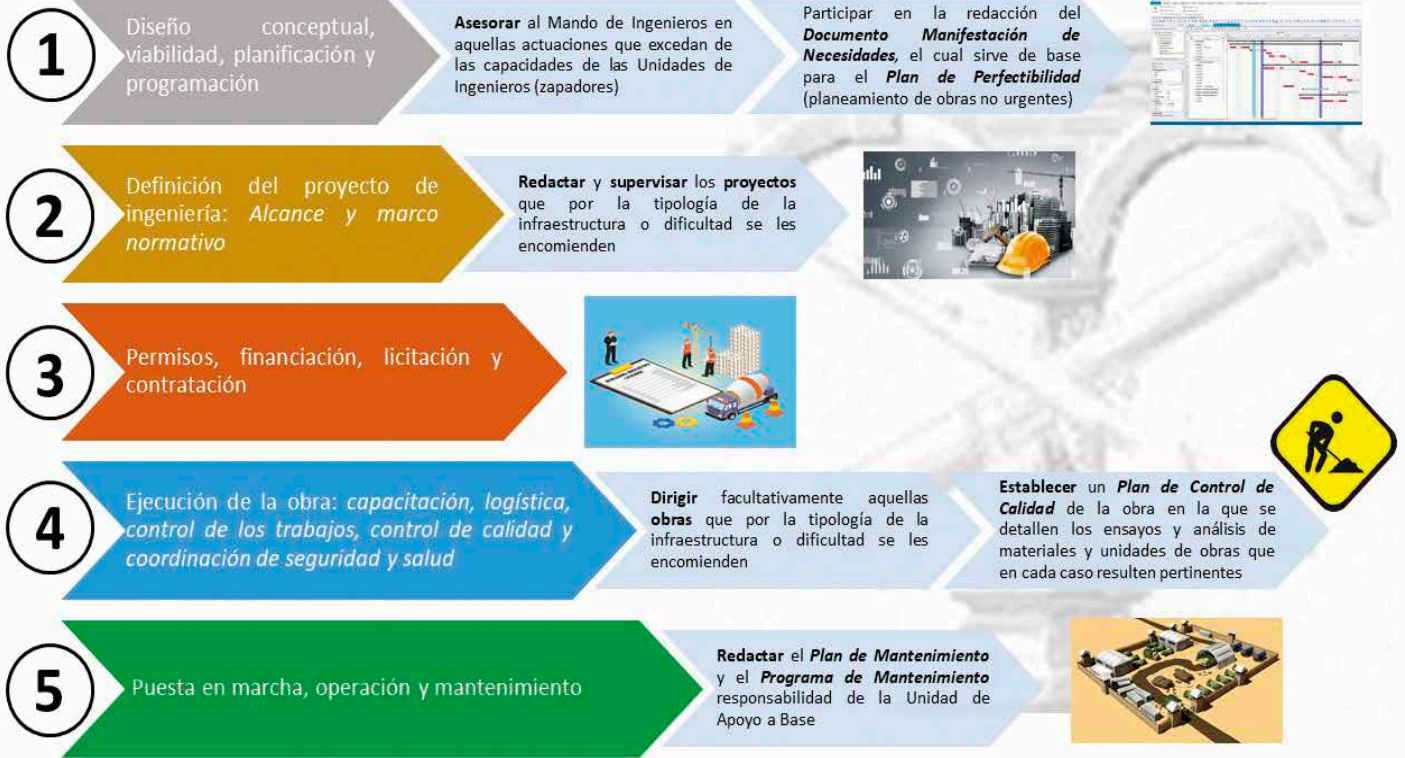 1
Diseño conceptual,
viabilidad, planificación y
programación
Asesorar al Mando de Ingenieros en
aquellas actuaciones que excedan de
las capacidades de las Unidades de
Ingenieros (zapadores)
Participar en la redacción del
Documento Manifestación de
Necesidades, el cual sirve de base
para el Plan de Perfectibilidad
(planeamiento de obras no urgentes)
2
Definición del proyecto de
ingeniería: Alcance y marco
normativo
Redactar y supervisar los proyectos
que por la tipología de la
infraestructura o dificultad se les
encomienden
3
Permisos, financiación, licitación y
contratación
4
Ejecución de la obra: capacitación, logística,
control de los trabajos, control de calidad y
coordinación de seguridad y salud
Dirigir facultativamente aquellas
obras que por la tipología de la
infraestructura o dificultad se les
encomienden
Establecer un Plan de Control de
Calidad de la obra en la que se
detallen los ensayos y análisis de
materiales y unidades de obras que
en cada caso resulten pertinentes
5
Puesta en marcha, operación y mantenimiento
Redactar el Plan de Mantenimiento
y el Programa de Mantenimiento
responsabilidad de la Unidad de
Apoyo a Base